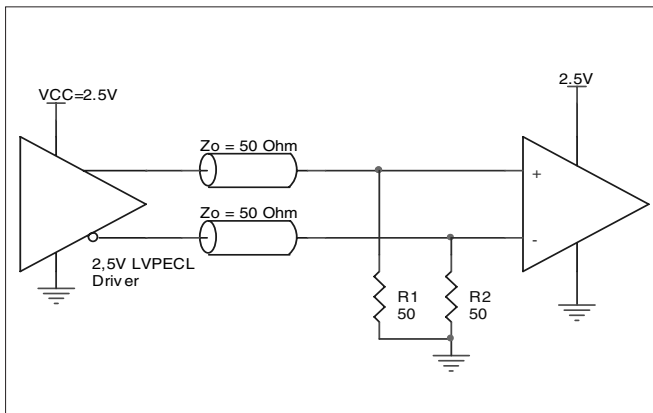 VCC=2.5V
2.5V
Zo = 50 Ohm
+
Zo = 50 Ohm
-
2,5V LVPECL
Driver
R1
50
R2
50